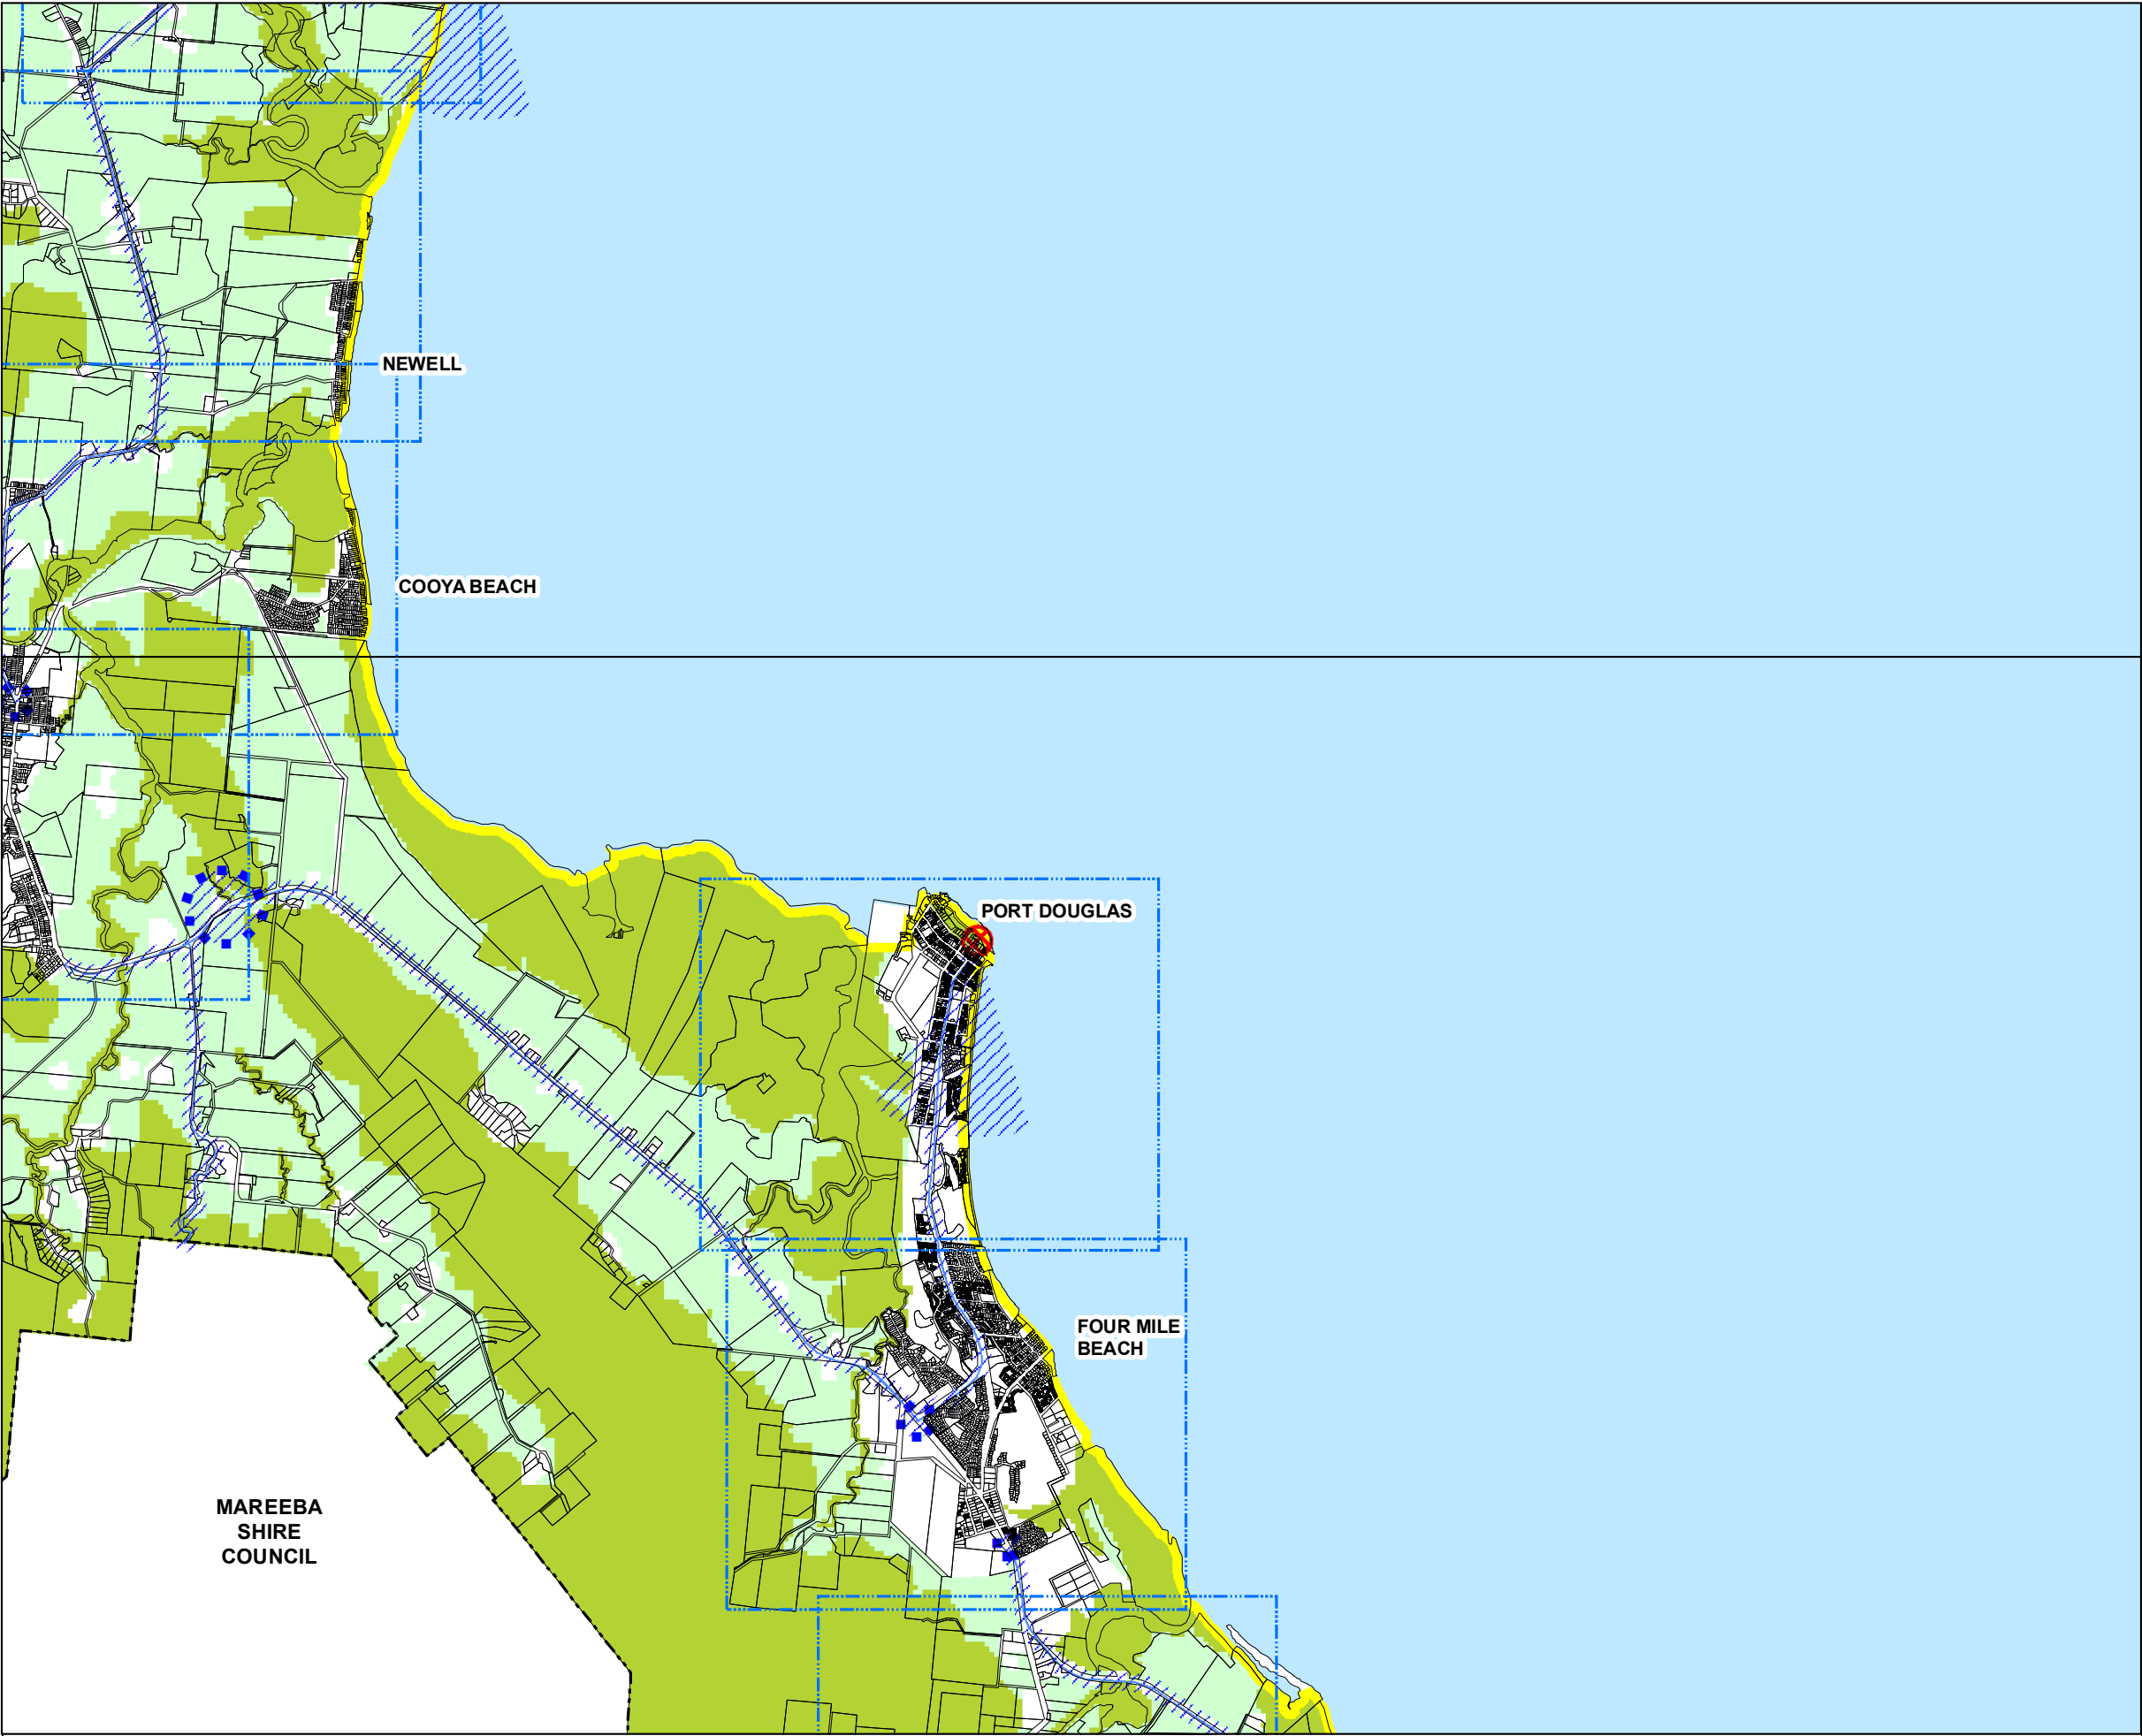 NEWELL
COOYA BEACH
PORT DOUGLAS
FOUR MILE
BEACH
MAREEBA
SHIRE
COUNCIL